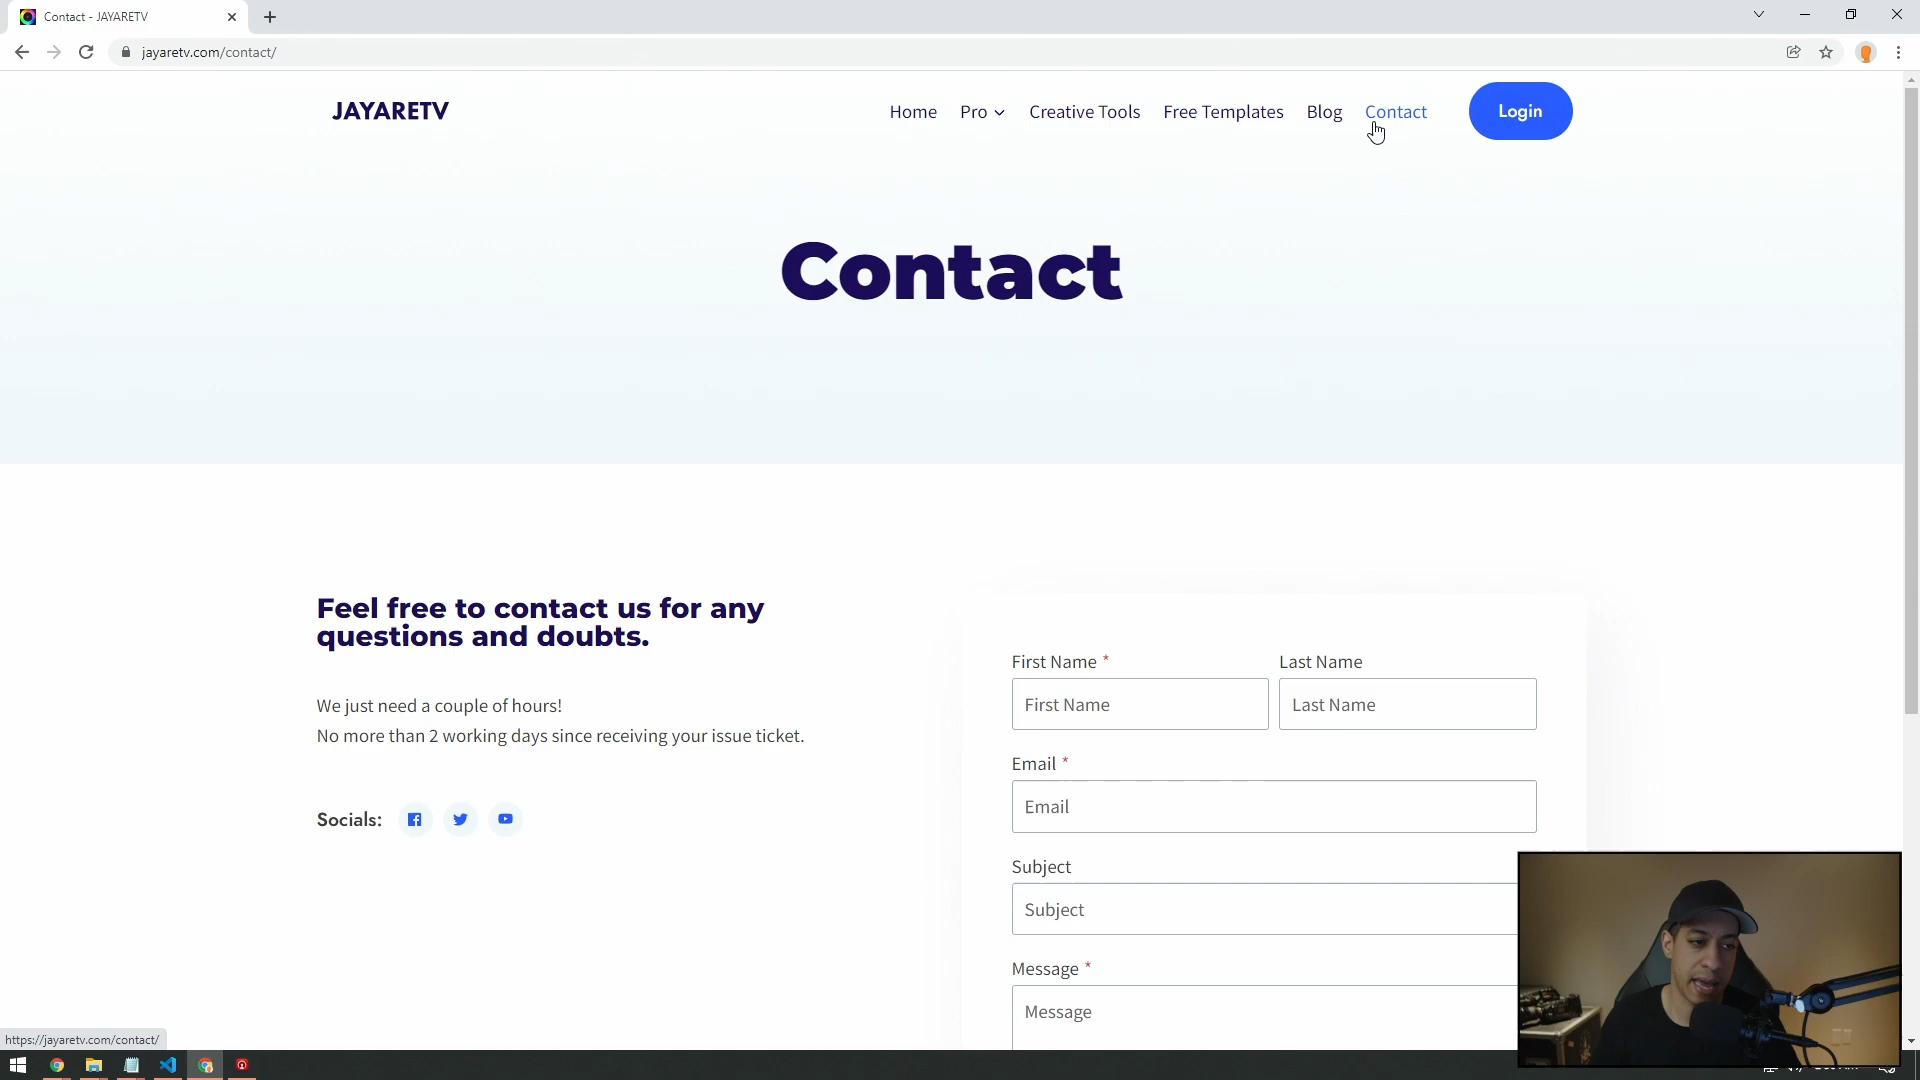 Contact - JAYARETV
jayaretv.com/contact/
JAYARETV
Home Pro Creative Tools Free Templates Blog Contact Login
Contact
Feel free to contact us for any
questions and doubts.
We just need a couple of hours!
No more than 2 working days since receiving your issue ticket.
Socials:
First Name * Last Name
First Name Last Name
Email *
Email
Subject
Subject
Message *
Message
https://jayaretv.com/contact/